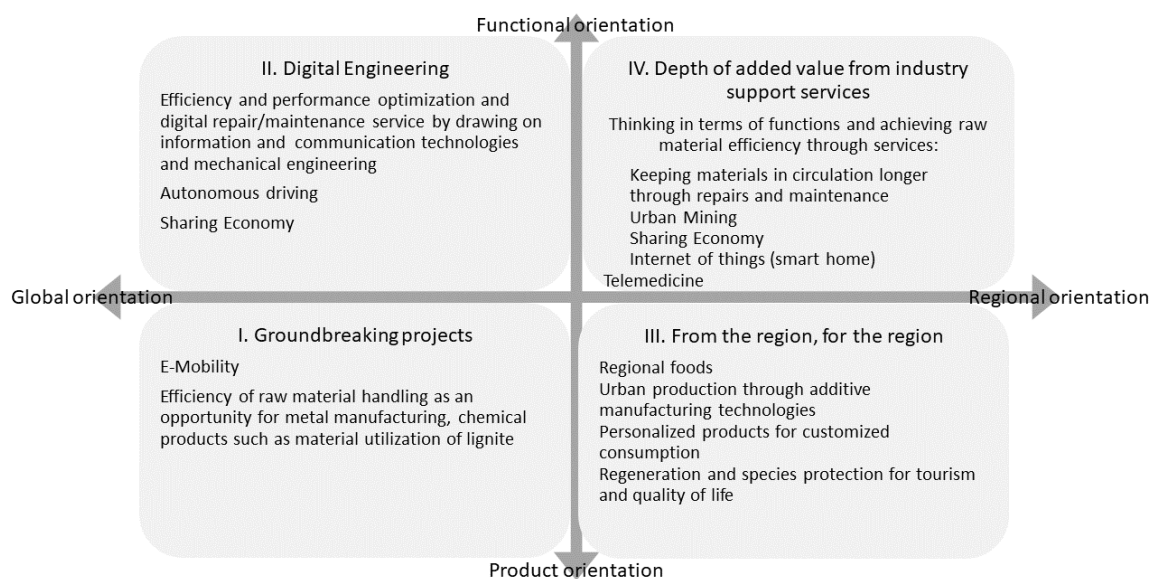 Functional orientation
II. Digital Engineering
Efficiency and performance optimization and
digital repair/maintenance service by drawing on
information and communication technologies
and mechanical engineering
Autonomous driving
Sharing Economy
IV. Depth of added value from industry
support services
Thinking in terms of functions and achieving raw
material efficiency through services:
Keeping materials in circulation longer
through repairs and maintenance
Urban Mining
Sharing Economy
Internet of things (smart home)
Telemedicine
Global orientation
Regional orientation
I. Groundbreaking projects
E-Mobility
Efficiency of raw material handling as an
opportunity for metal manufacturing, chemical
products such as material utilization of lignite
III. From the region, for the region
Regional foods
Urban production through additive
manufacturing technologies
Personalized products for customized
consumption
Regeneration and species protection for tourism
and quality of life
Product orientation